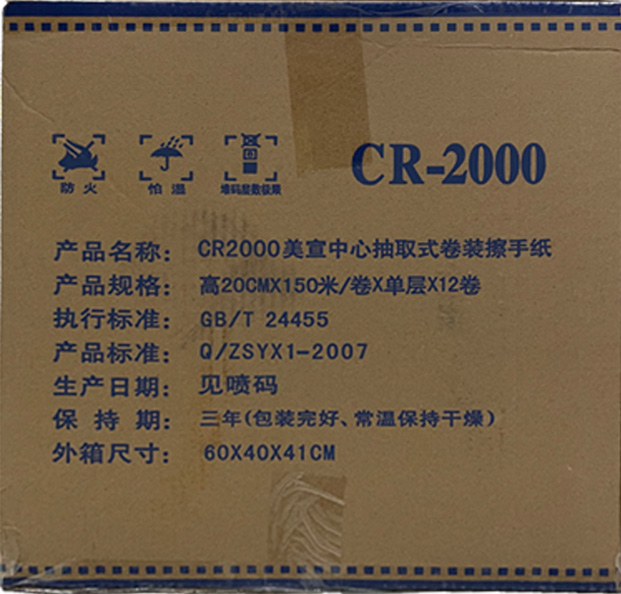 CR-2000
防火 怕温 堆码层数极限
产品名称: CR2000美宣中心抽取式卷装擦手纸
产品规格: 高20CMX150米/卷X单层X12卷
执行标准: GB/T 24455
产品标准: Q/ZSYX1-2007
生产日期: 见喷码
保持期: 三年(包装完好、常温保持干燥)
外箱尺寸: 60X40X41CM